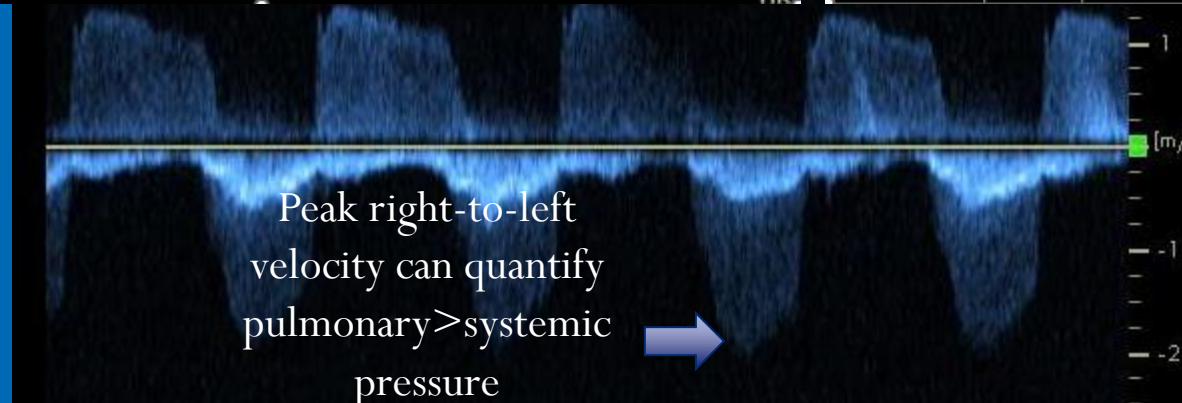 1
[m/
Peak right-to-left
velocity can quantify
-1
pulmonary>systemic
-2
pressure